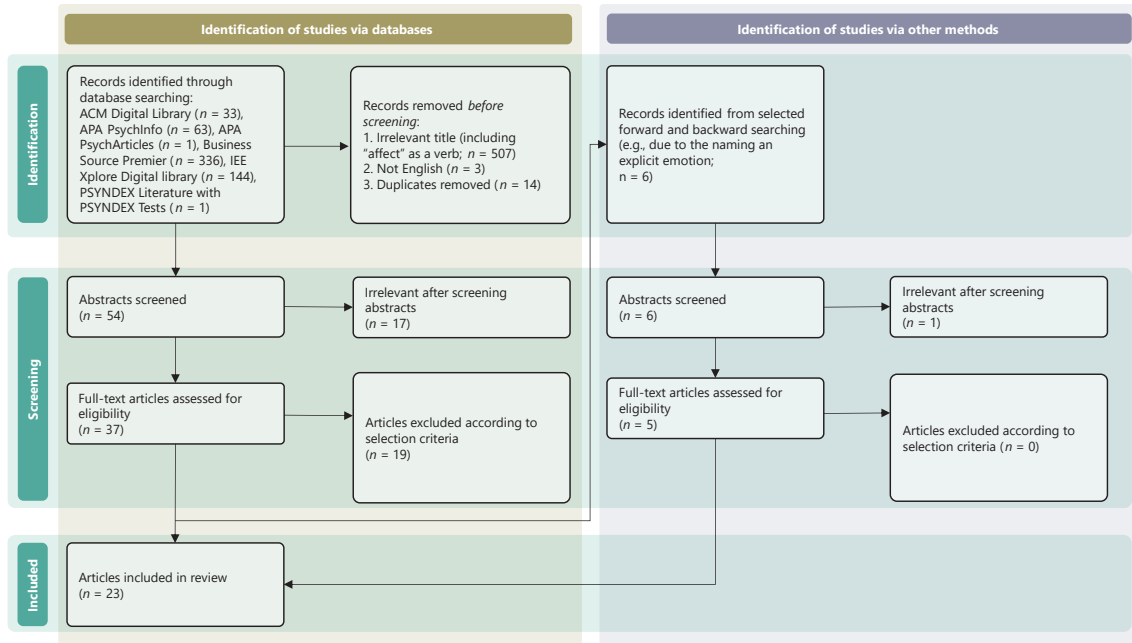 Identification of studies via databases
Identification of studies via other methods
Identification
Records identified through
database searching:
ACM Digital Library (n = 33),
APA PsychInfo (n = 63), APA
PsychArticles (n = 1), Business
Source Premier (n = 336), IEE
Xplore Digital library (n = 144),
PSYNDEX Literature with
PSYNDEX Tests (n = 1)
Records removed before
screening:
1. Irrelevant title (including
"affect" as a verb; n = 507)
2. Not English (n = 3)
3. Duplicates removed (n = 14)
Records identified from selected
forward and backward searching
(e.g., due to the naming an
explicit emotion;
n = 6)
Screening
Abstracts screened
(n = 54)
Irrelevant after screening
abstracts
(n = 17)
Abstracts screened
(n = 6)
Irrelevant after screening
abstracts
(n = 1)
Full-text articles assessed for
eligibility
(n = 37)
Articles excluded according to
selection criteria
(n = 19)
Full-text articles assessed for
eligibility
(n = 5)
Articles excluded according to
selection criteria (n = 0)
Included
Articles included in review
(n = 23)